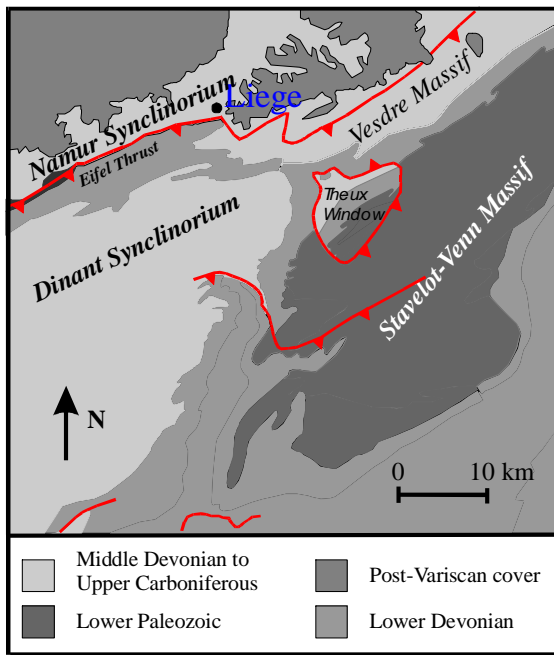 Liege
Namur Synclinorium
Vesdre Massif
Eifel Thrust
Theux
Window
Dinant Synclinorium
Stavelot-Venn Massif
N
0 10 km
Middle Devonian to
Upper Carboniferous
Post-Variscan cover
Lower Paleozoic
Lower Devonian